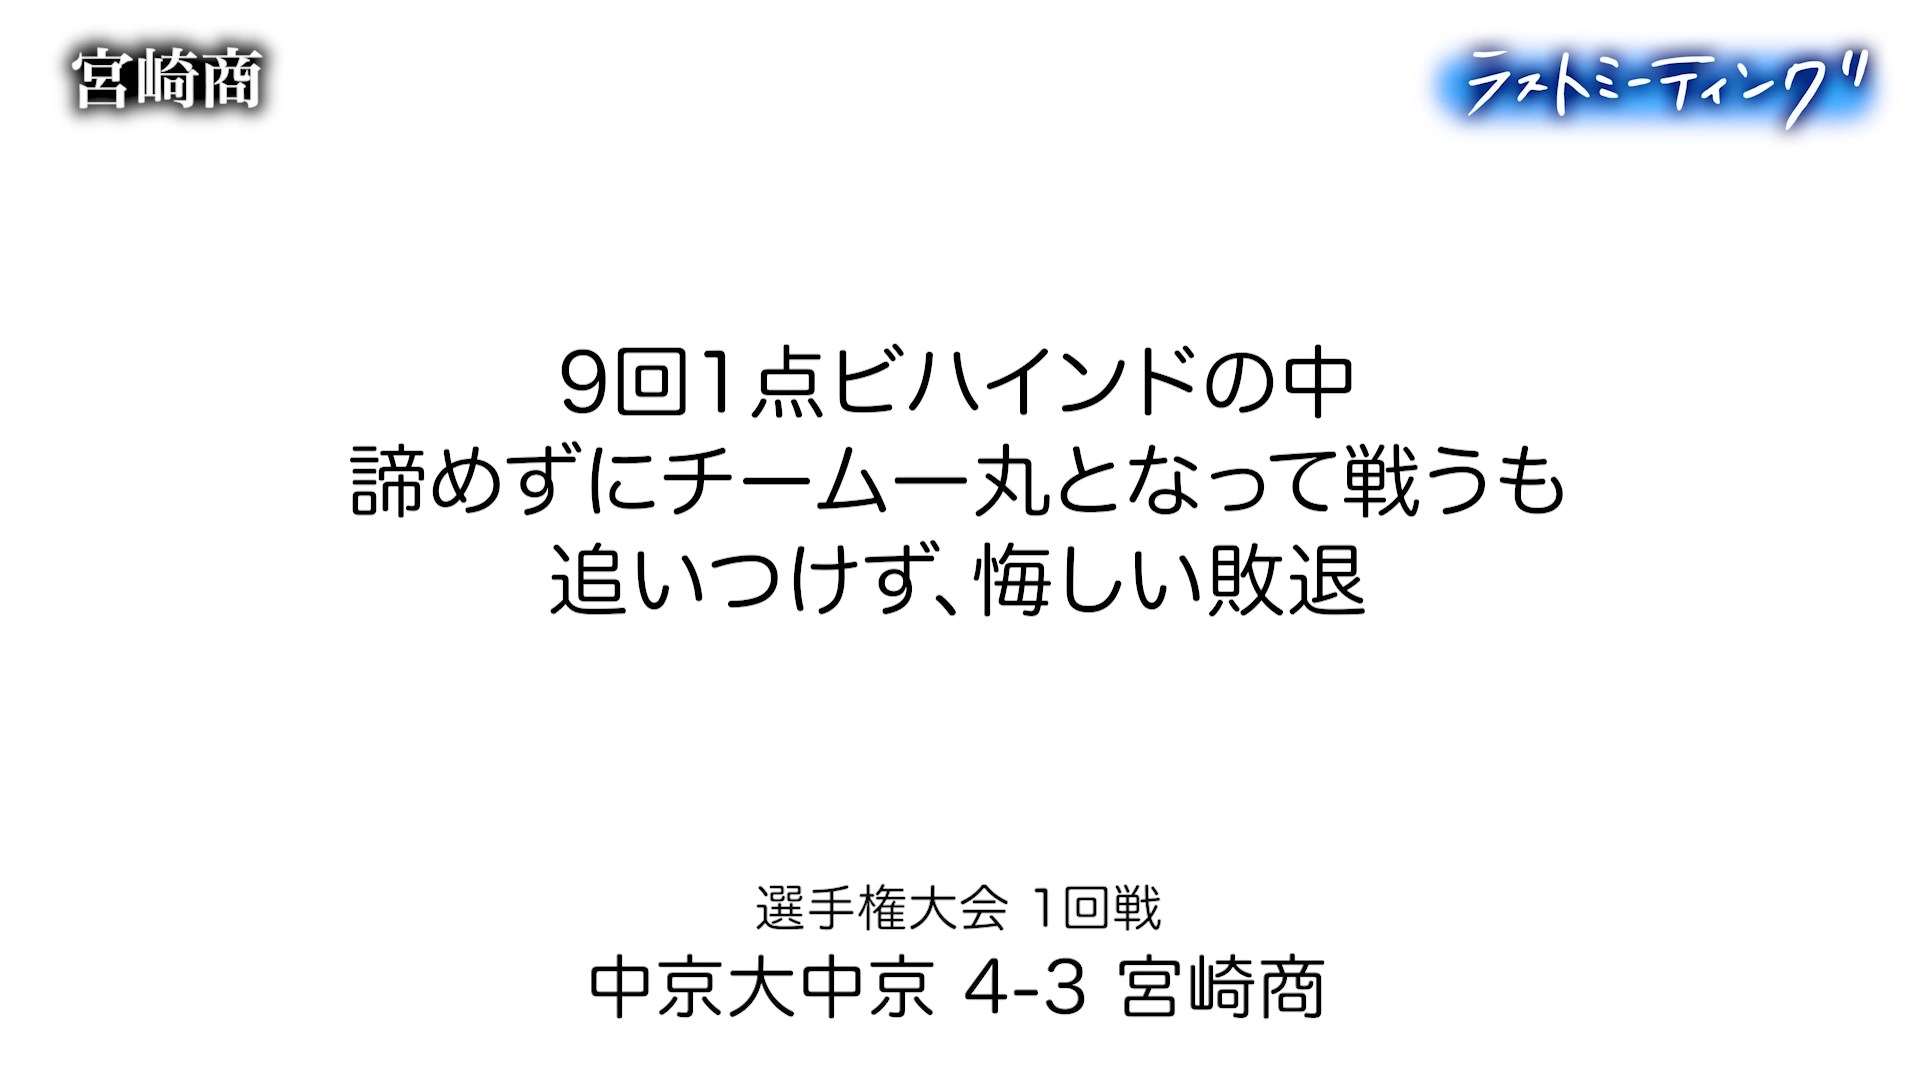 宮崎商
ラストミーティング
9回1点ビハインドの中
諦めずにチーム一丸となって戦うも
追いつけず、悔しい敗退
選手権大会 1回戦
中京大中京 4-3 宮崎商